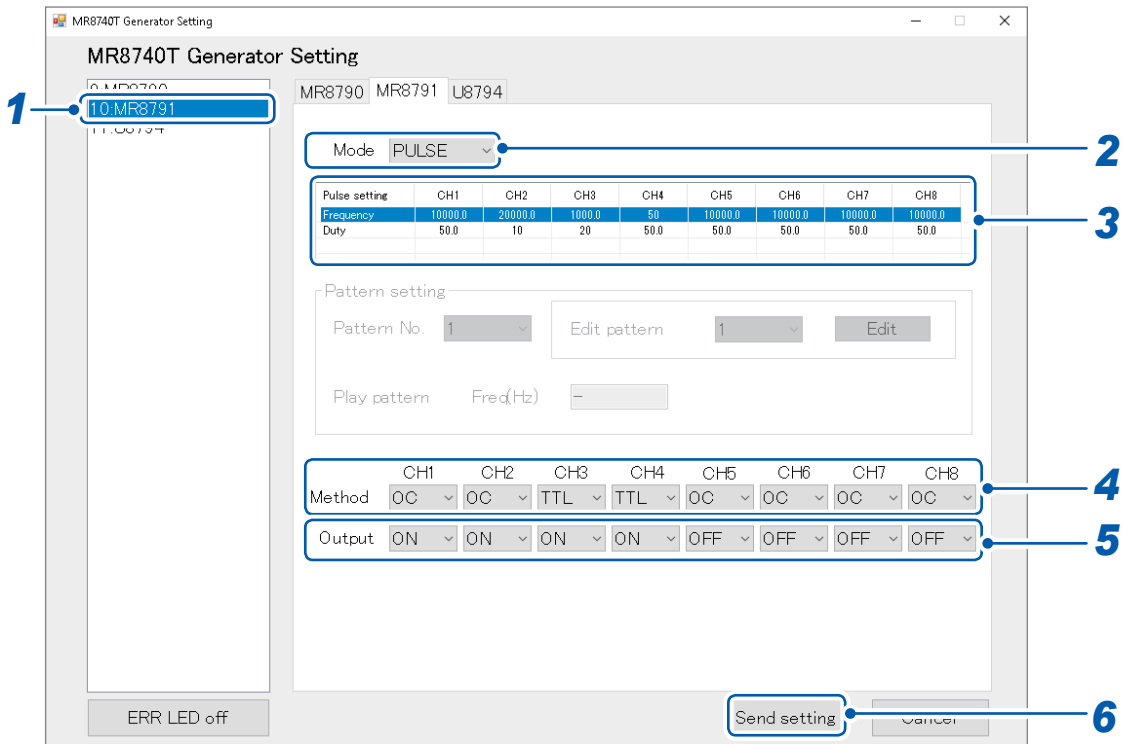 MR8740T Generator Setting
MR8740T Generator Setting
1
10:MR8791
MR8790 MR8791 U8794
Mode PULSE 2
Pulse setting CH1 CH2 CH3 CH4 CH5 CH6 CH7 CH8
Frequency 10000.0 20000.0 1000.0 50 10000.0 10000.0 10000.0 10000.0
Duty 50.0 10 20 50.0 50.0 50.0 50.0 50.0
3
Pattern setting
Pattern No. 1 Edit pattern 1 Edit
Play pattern Freq(Hz) –
CH1 CH2 CH3 CH4 CH5 CH6 CH7 CH8
Method OC OC TTL TTL OC OC OC OC 4
Output ON ON ON ON OFF OFF OFF OFF 5
ERR LED off Send setting Cancel 6